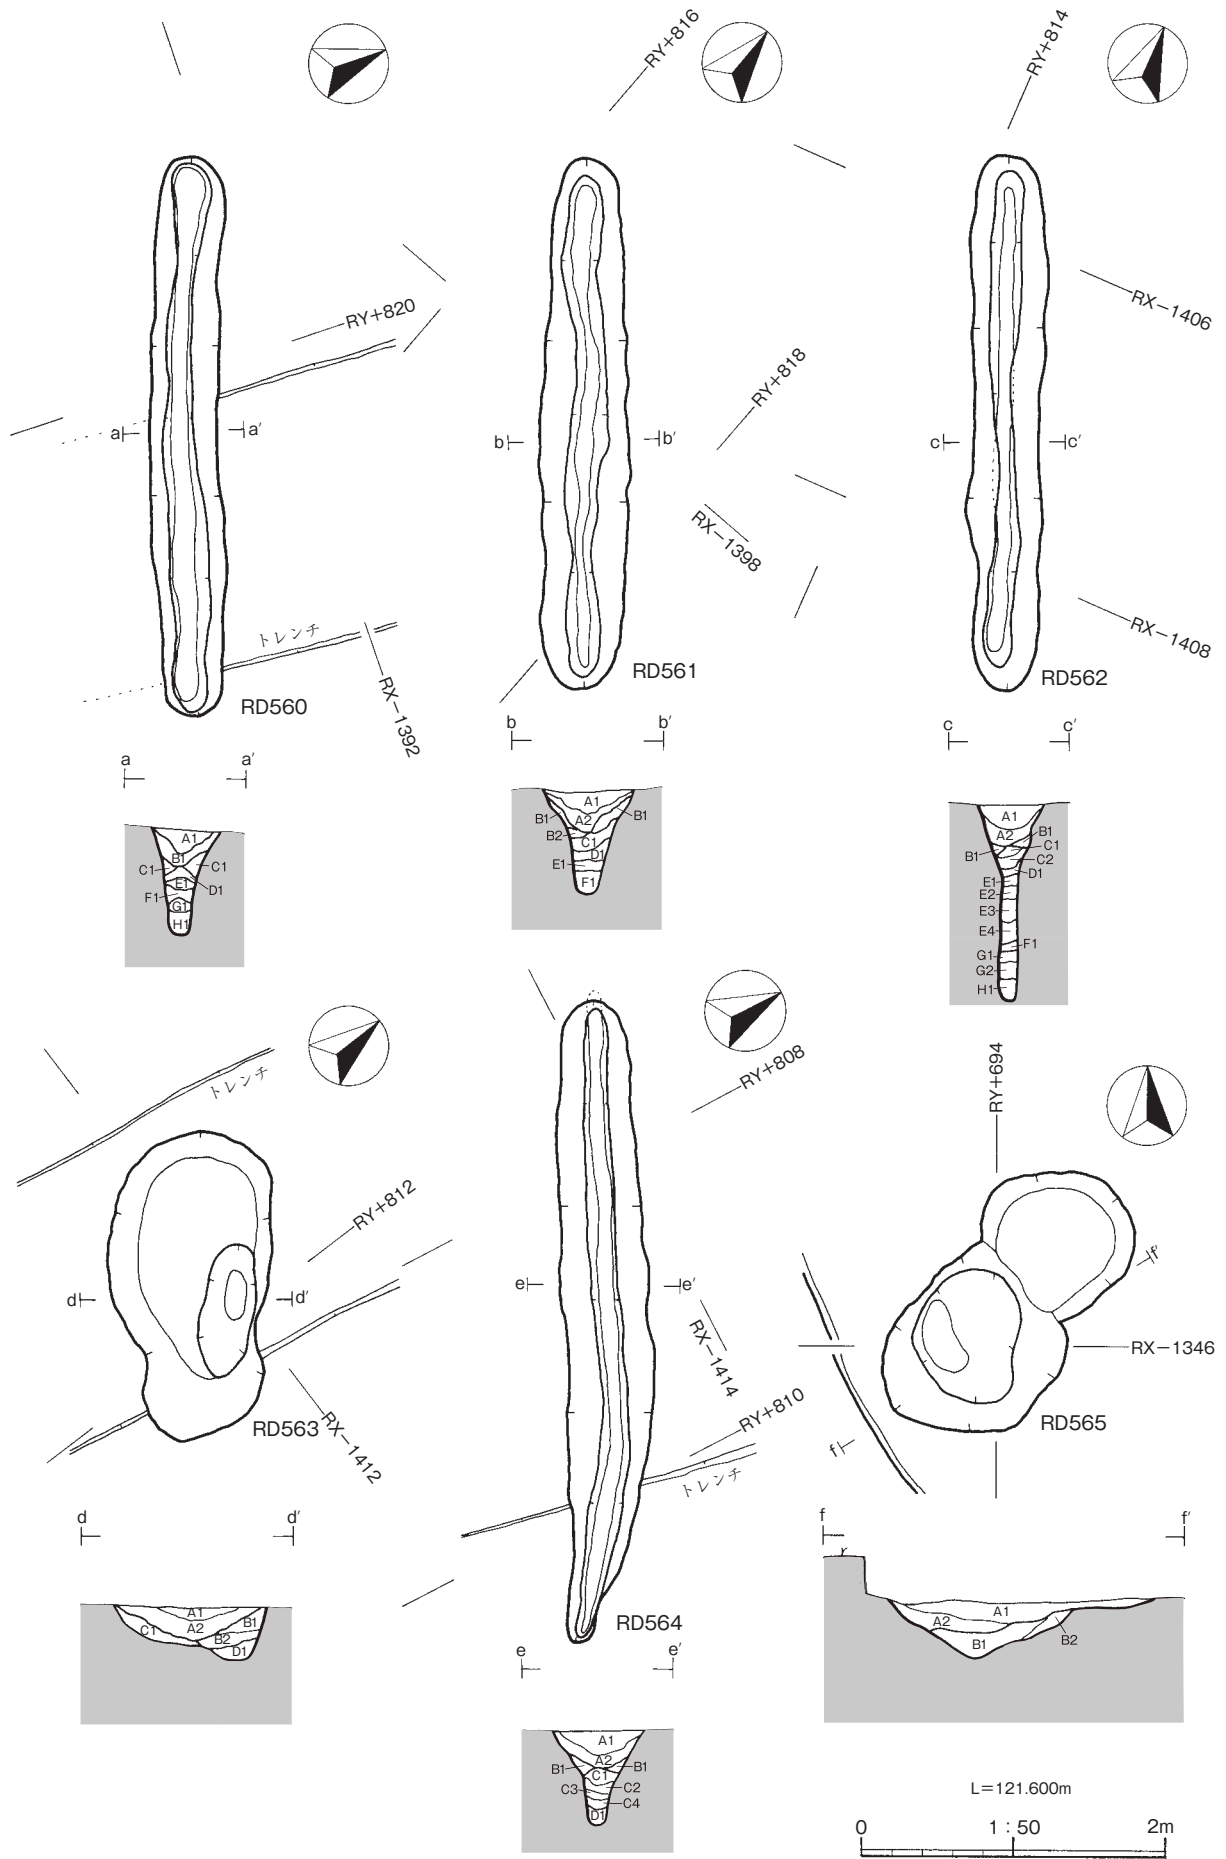 RY+816
RY+814
RY+820
RX-1406
RY+818
a a′
b b′
c c′
RX-1398
トレンチ
RX-1408
RD560
RD561
RD562
RX-1392
a a′
b b′
c c′
A1
B1
C1
C1
E1
D1
F1
G1
H1
A1
B1
A2
B1
B2
C1
D1
E1
F1
A1
A2
B1
B1
C1
C2
D1
E1
E2
E3
E4
F1
G1
G2
H1
トレンチ
RY+808
RY+694
RY+812
d d′
e e′
f′
RX-1414
RX-1346
RY+810
RD563
RX-1412
トレンチ
f
RD565
d d′
f f′
r
A1
A2
B1
C1
B2
D1
RD564
e e′
A1
A2
B1
B2
A1
A2
B1
B1
C1
C3
C2
C4
D1
L=121.600m
0 1:50 2m